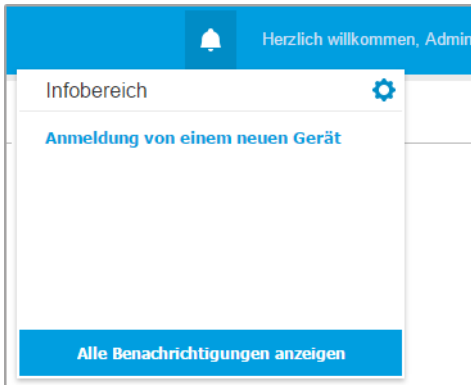 Herzlich willkommen, Admin
Infobereich
Anmeldung von einem neuen Gerät
Alle Benachrichtigungen anzeigen